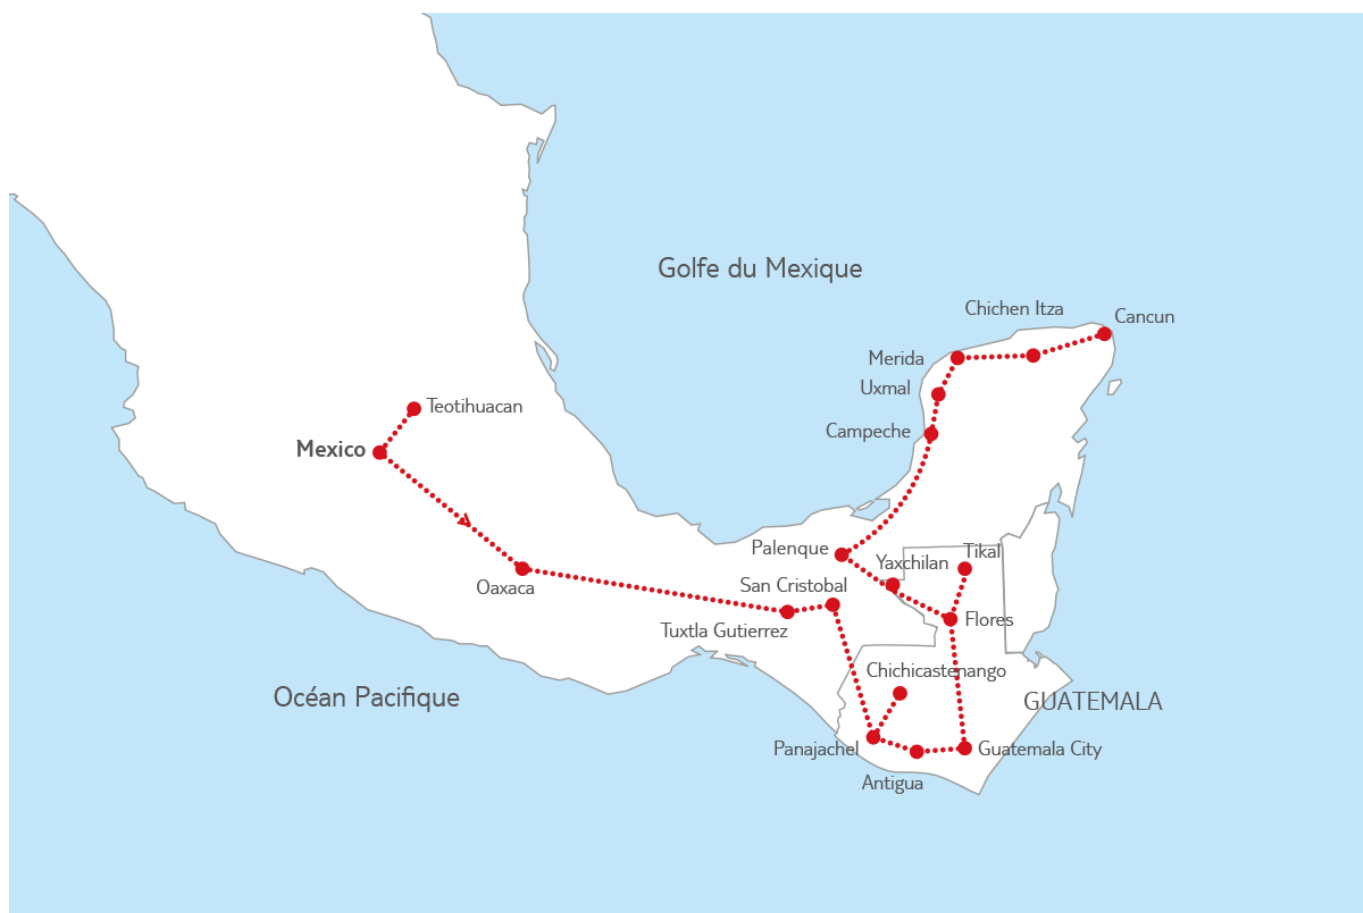 Golfe du Mexique
Chichen Itza
Cancun
Merida
Uxmal
Teotihuacan
Campeche
Mexico
Palenque
Tikal
Yaxchilan
Oaxaca
San Cristobal
Flores
Tuxtla Gutierrez
Chichicastenango
Océan Pacifique
GUATEMALA
Panajachel
Guatemala City
Antigua